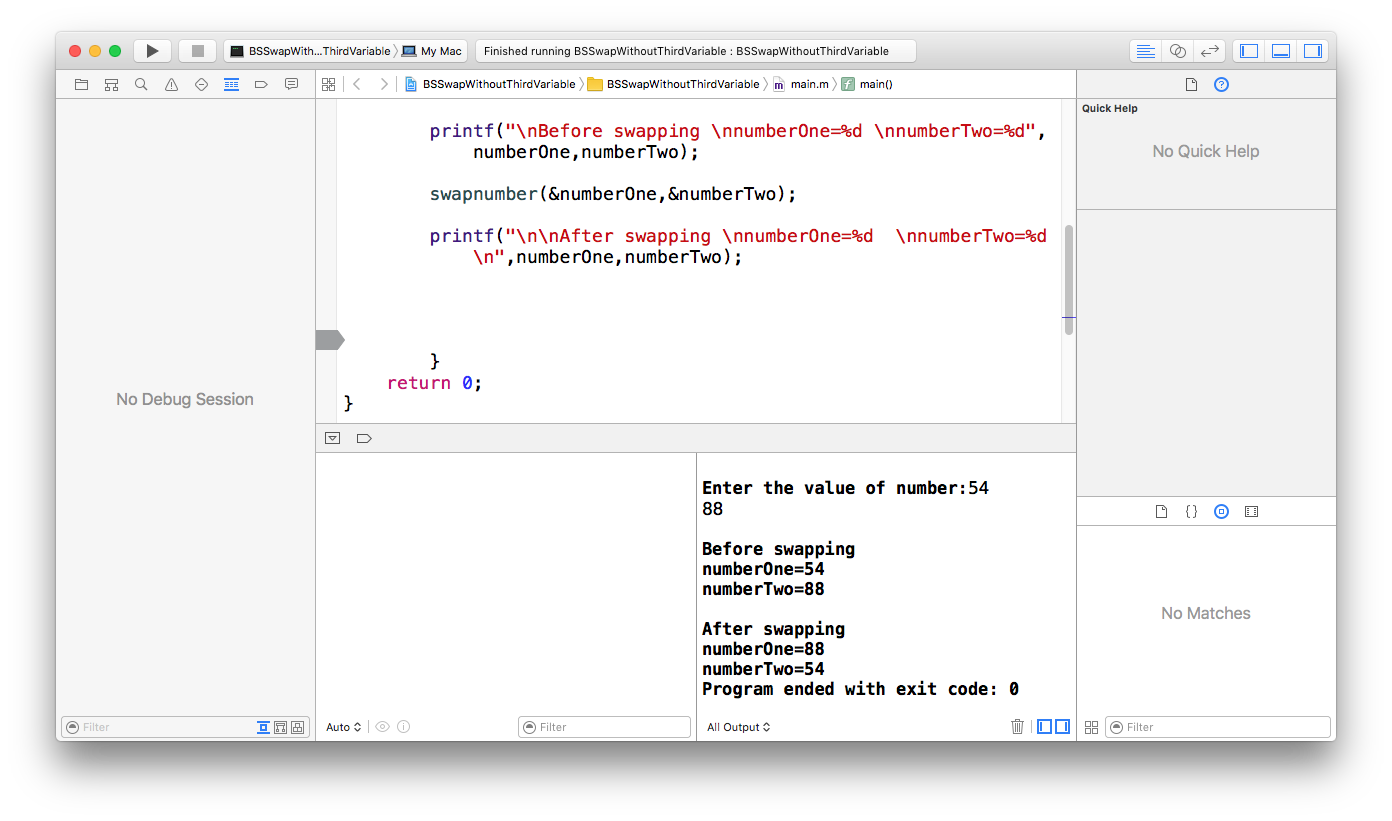 BSSwapWith...ThirdVariable
My Mac
Finished running BSSwapWithoutThirdVariable : BSSwapWithoutThirdVariable
BSSwapWithoutThirdVariable
BSSwapWithoutThirdVariable
m main.m
f main()
No Debug Session
Filter
printf("\nBefore swapping \nnumberOne=%d \nnumberTwo=%d",
numberOne,numberTwo);
swapnumber(&numberOne,&numberTwo);
printf("\n\nAfter swapping \nnumberOne=%d  \nnumberTwo=%d
\n",numberOne,numberTwo);
}
return 0;
}
Auto
Filter
Enter the value of number:54
88
Before swapping
numberOne=54
numberTwo=88
After swapping
numberOne=88
numberTwo=54
Program ended with exit code: 0
All Output
Quick Help
No Quick Help
{}
No Matches
Filter